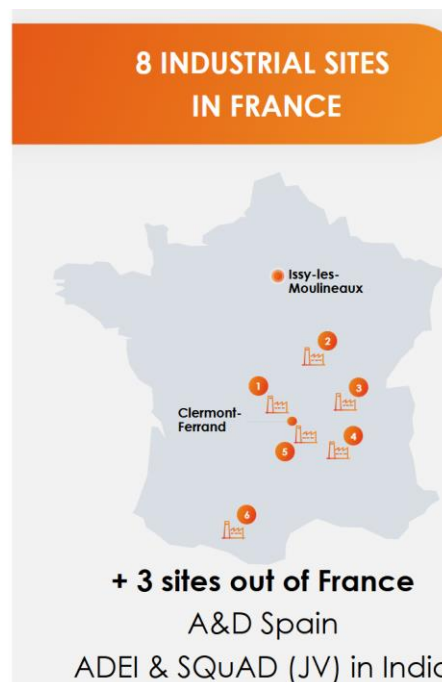 8 INDUSTRIAL SITES
IN FRANCE
Issy-les-
Moulineaux
2
1
3
Clermont-
Ferrand
4
5
6
+ 3 sites out of France
A&D Spain
ADEI & SQuAD (JV) in Indi